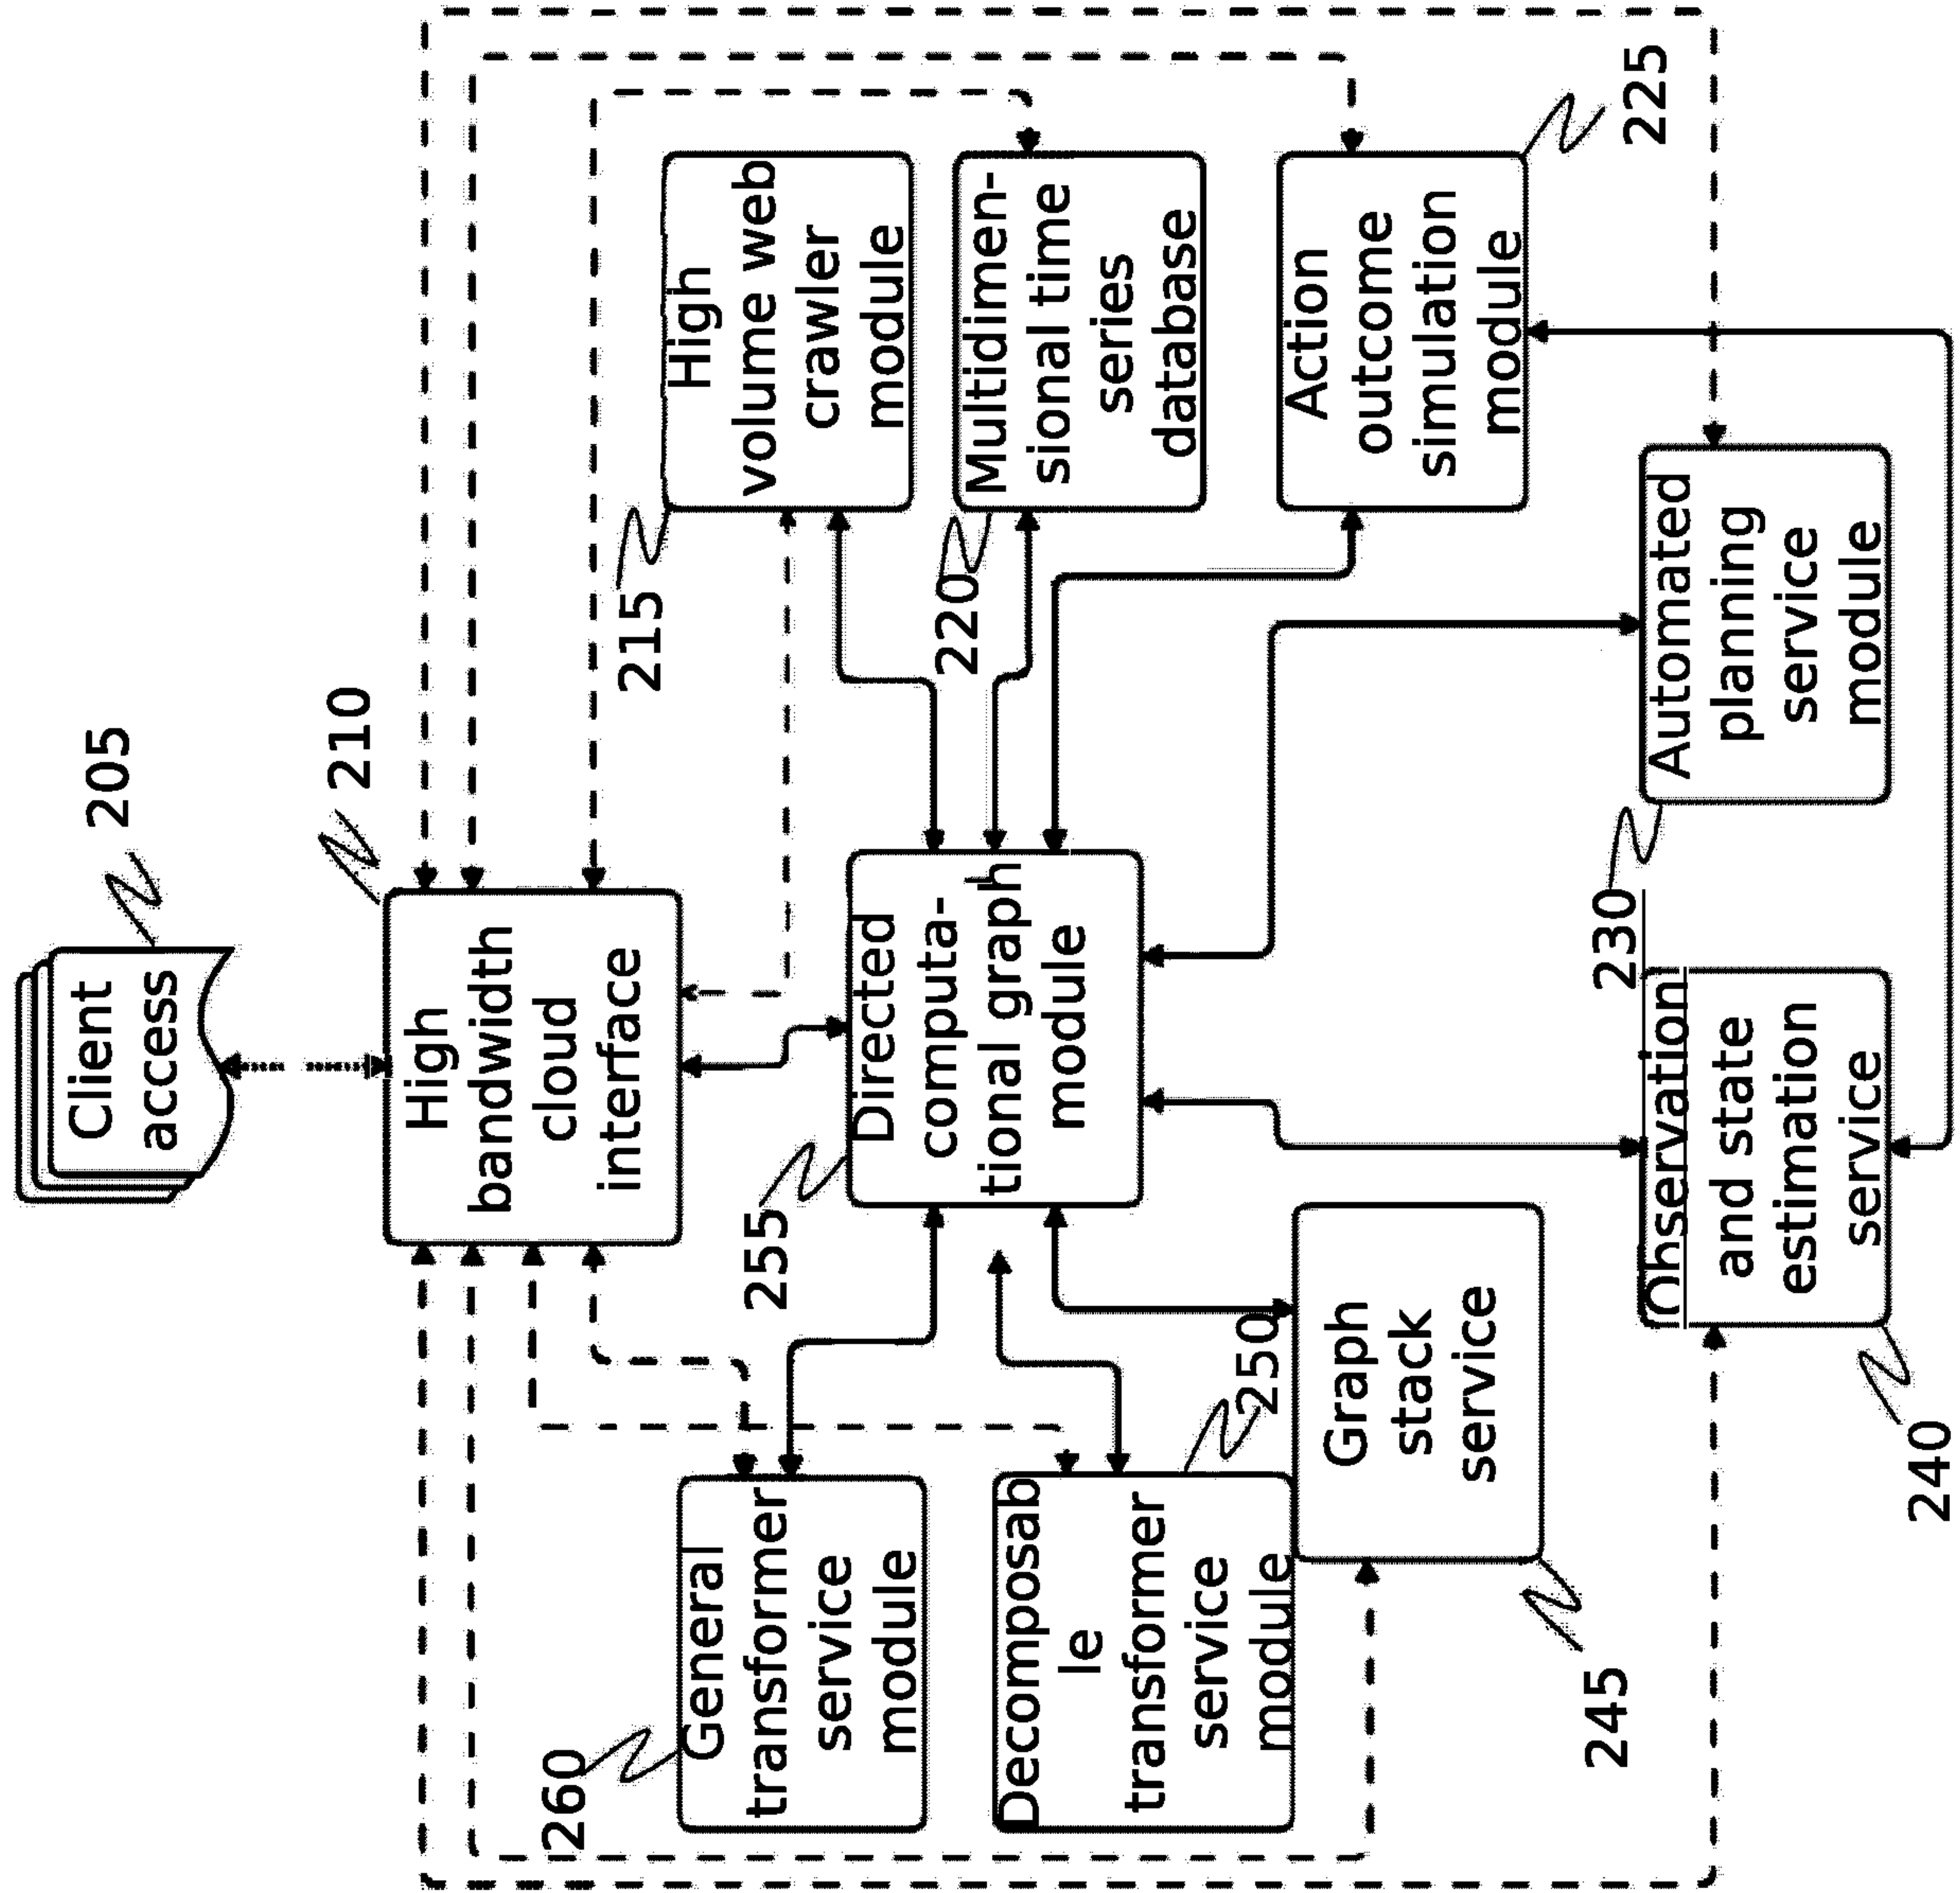 Client
access
205
High
bandwidth
cloud
interface
210
High
volume web
crawler
module
215
Multidimen-
sional time
series
database
220
Action
outcome
simulation
module
225
Automated
planning
service
module
230
Observation
and state
estimation
service
240
Graph
stack
service
245
Decomposab
le
transformer
service
module
250
Directed
computa-
tional graph
module
255
General
transformer
service
module
260